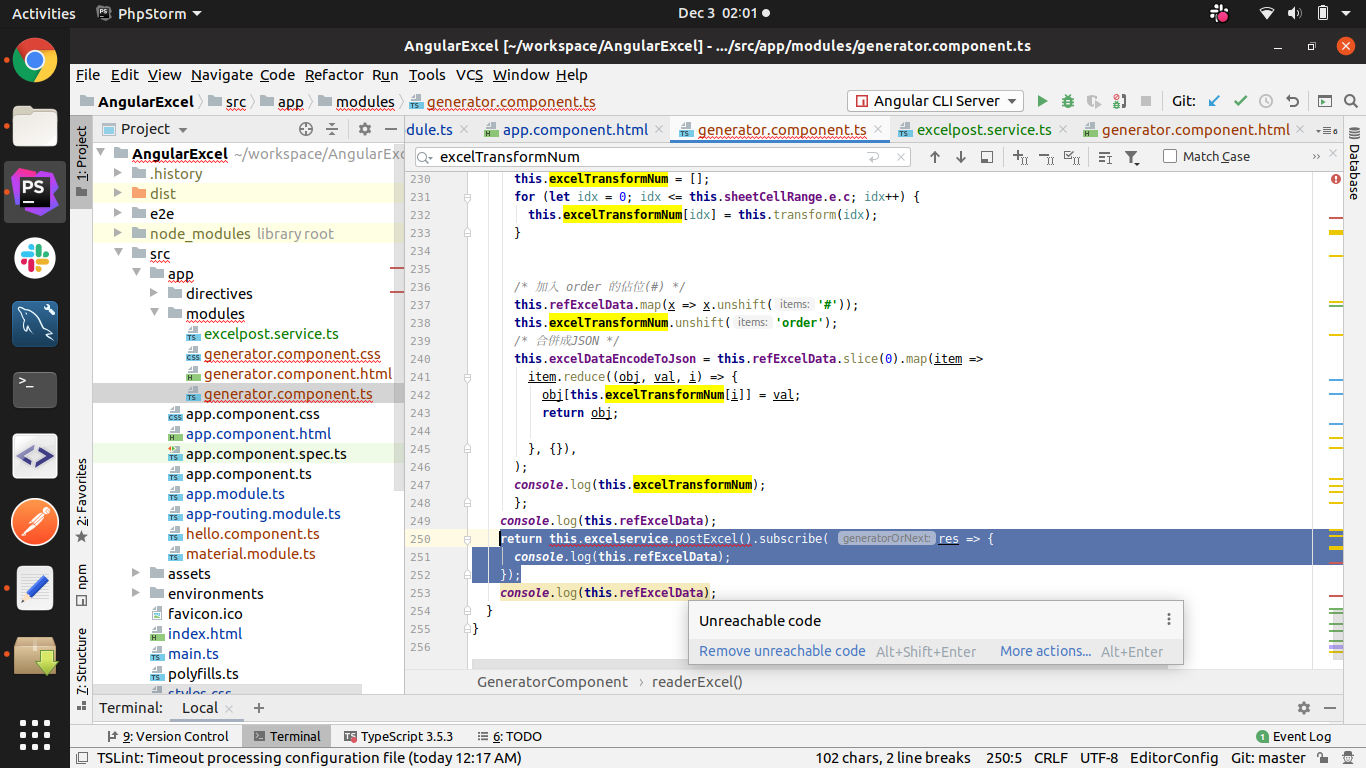 Activities PhpStorm Dec 3 02:01
AngularExcel [~/workspace/AngularExcel] - .../src/app/modules/generator.component.ts
File Edit View Navigate Code Refactor Run Tools VCS Window Help
AngularExcel src app modules generator.component.ts Angular CLI Server Git:
1: Project
Project
dule.ts app.component.html generator.component.ts excelpost.service.ts generator.component.html
excelTransformNum Match Case
AngularExcel ~/workspace/AngularExc
.history
dist
e2e
node_modules library root
src
app
directives
modules
excelpost.service.ts
generator.component.css
generator.component.html
generator.component.ts
app.component.css
app.component.html
app.component.spec.ts
app.component.ts
app.module.ts
app-routing.module.ts
hello.component.ts
material.module.ts
assets
environments
favicon.ico
index.html
main.ts
polyfills.ts
styles.css
2: Favorites
npm
7: Structure
Database
230 this.excelTransformNum = [];
231 for (let idx = 0; idx <= this.sheetCellRange.e.c; idx++) {
232 this.excelTransformNum[idx] = this.transform(idx);
233 }
234
235
236 /* 加入 order 的佔位(#) */
237 this.refExcelData.map(x => x.unshift( items: '#'));
238 this.excelTransformNum.unshift( items: 'order');
239 /* 合併成JSON */
240 this.excelDataEncodeToJson = this.refExcelData.slice(0).map(item =>
241 item.reduce((obj, val, i) => {
242 obj[this.excelTransformNum[i]] = val;
243 return obj;
244
245 }, {}),
246 );
247 console.log(this.excelTransformNum);
248 };
249 console.log(this.refExcelData);
250 return this.excelservice.postExcel().subscribe( generatorOrNext: res => {
251 console.log(this.refExcelData);
252 });
253 console.log(this.refExcelData);
254 }
255 }
256
Unreachable code
Remove unreachable code Alt+Shift+Enter More actions... Alt+Enter
GeneratorComponent › readerExcel()
Terminal: Local +
9: Version Control Terminal TypeScript 3.5.3 6: TODO 1 Event Log
TSLint: Timeout processing configuration file (today 12:17 AM) 102 chars, 2 line breaks 250:5 CRLF UTF-8 EditorConfig Git: master